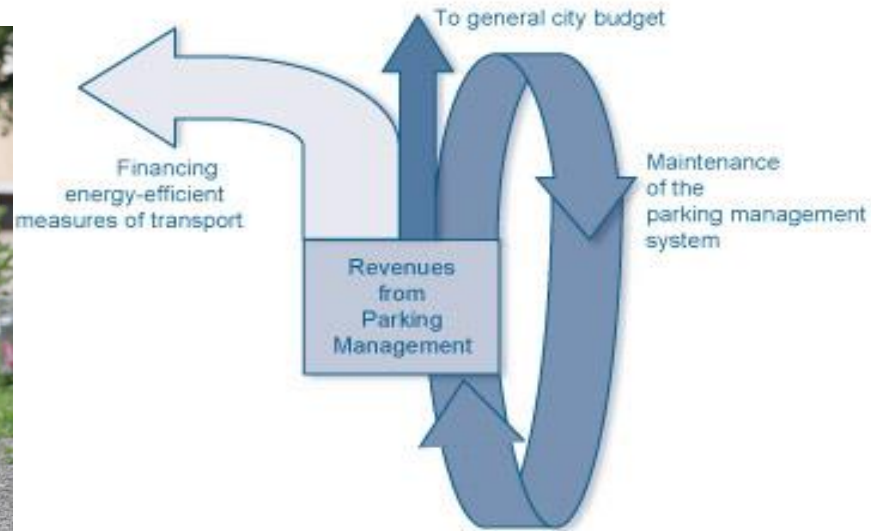 To general city budget
Financing
energy-efficient
measures of transport
Maintenance
of the
parking management
system
Revenues
from
Parking
Management